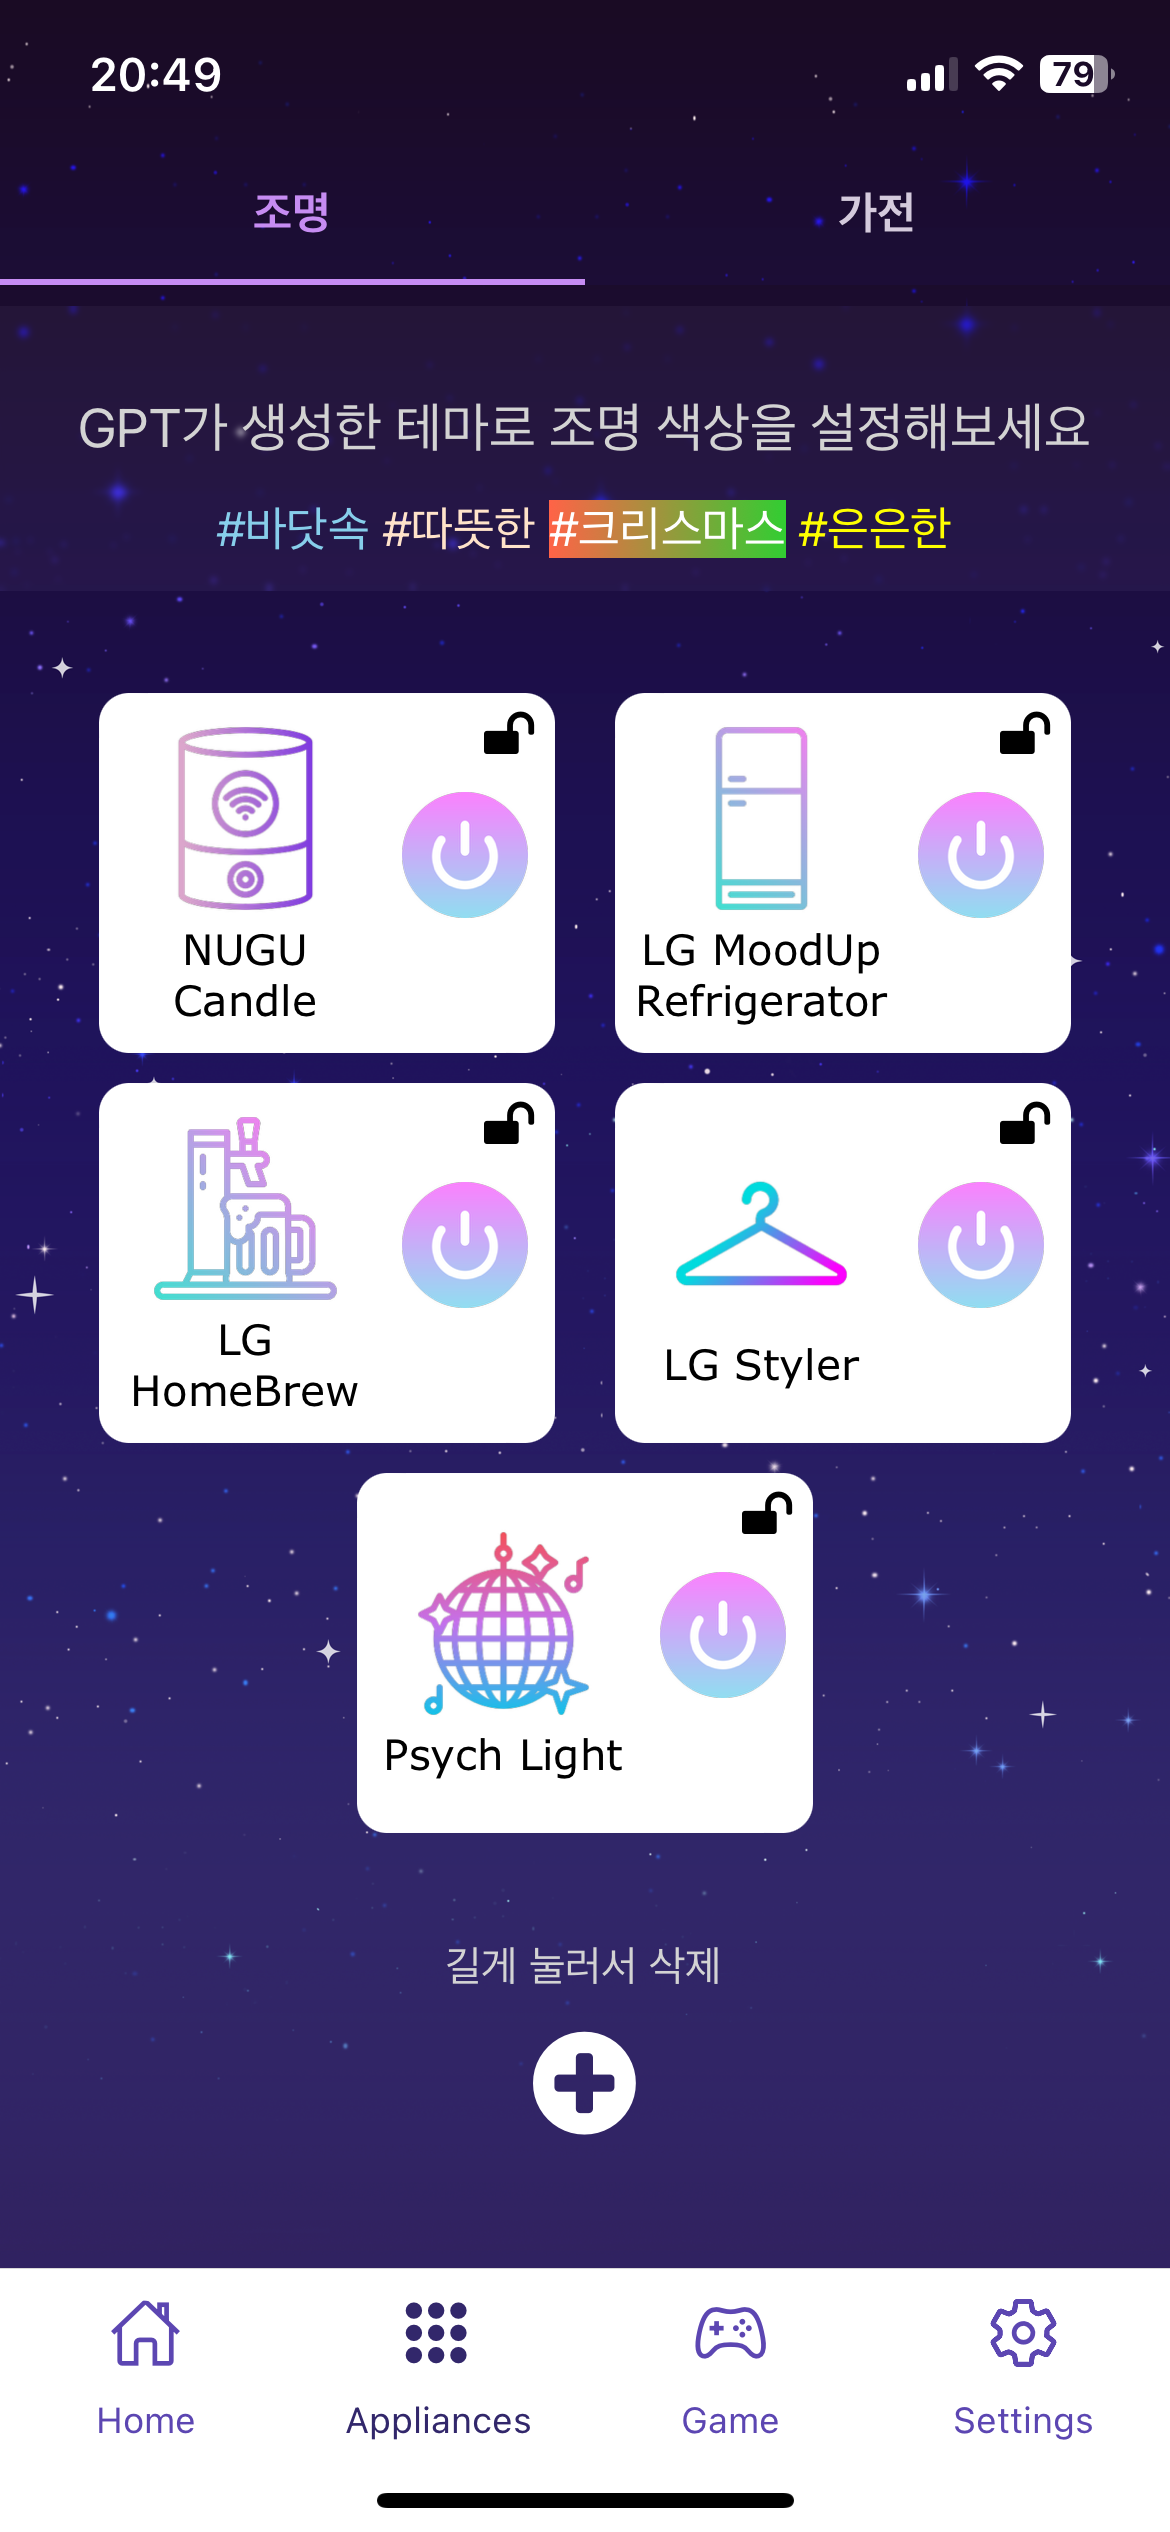 20:49
79
조명
가전
GPT가 생성한 테마로 조명 색상을 설정해보세요
#바닷속 #따뜻한 #크리스마스 #은은한
NUGU
Candle
LG MoodUp
Refrigerator
LG
HomeBrew
LG Styler
Psych Light
길게 눌러서 삭제
Home
Appliances
Game
Settings